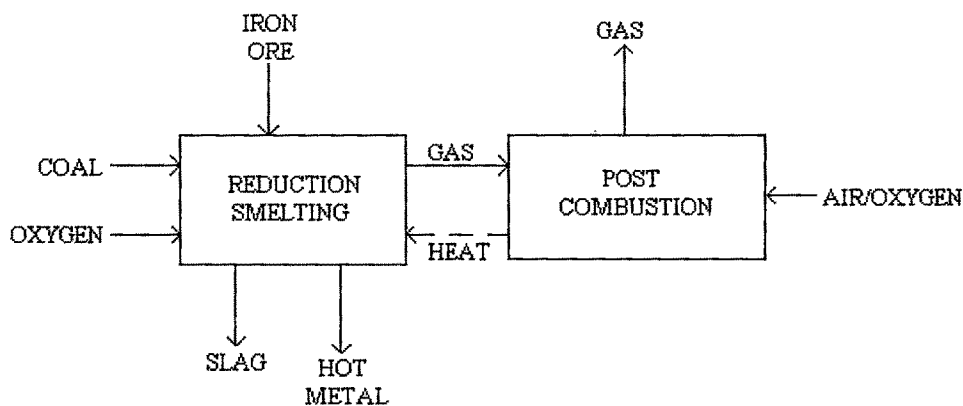 IRON
ORE
GAS
COAL
OXYGEN
REDUCTION
SMELTING
GAS
HEAT
POST
COMBUSTION
AIR/OXYGEN
SLAG
HOT
METAL